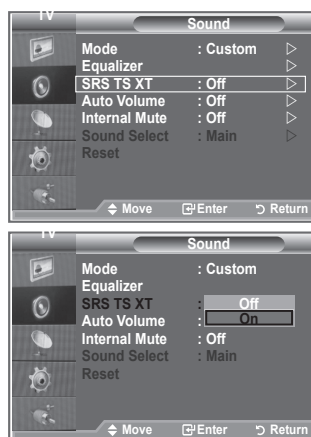 TV
Sound
Mode : Custom
Equalizer
SRS TS XT : Off
Auto Volume : Off
Internal Mute : Off
Sound Select : Main
Reset
Move Enter Return
TV
Sound
Mode : Custom
Equalizer
SRS TS XT : Off
Auto Volume : On
Internal Mute : Off
Sound Select : Main
Reset
Move Enter Return